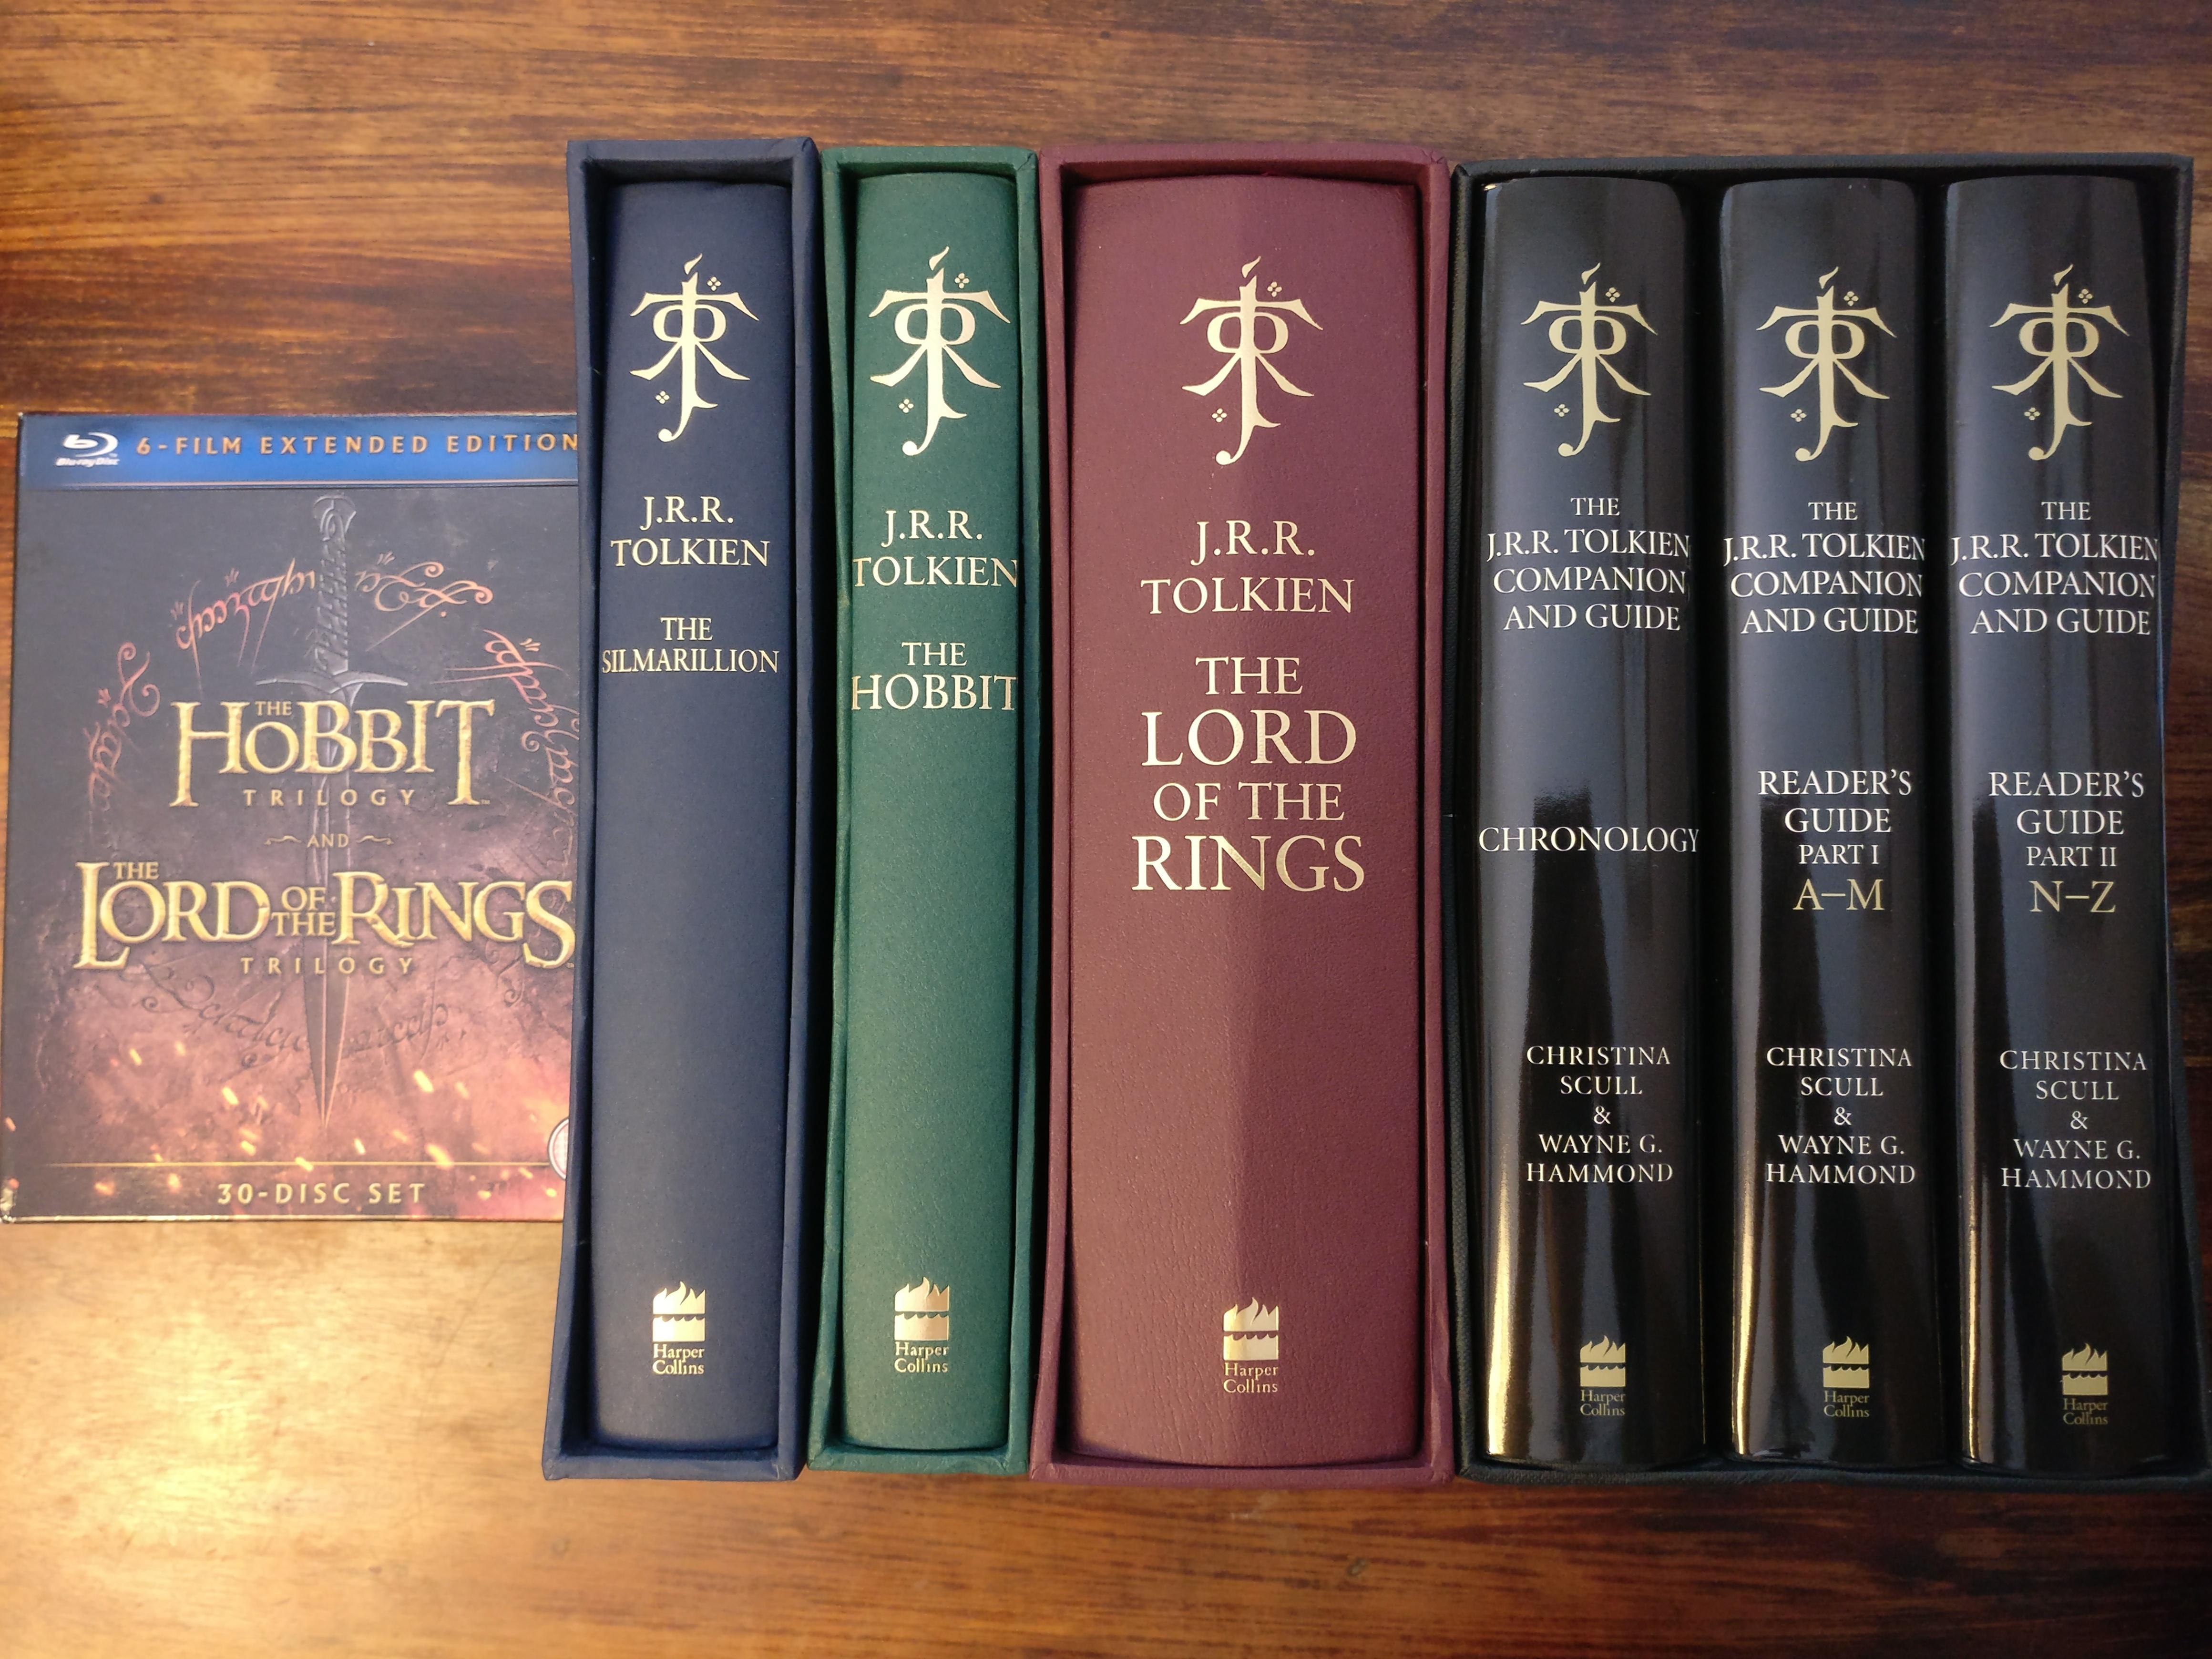 Blu-ray Disc
6-FILM EXTENDED EDITION
THE
HOBBIT
TRILOGY
AND
THE
LORD OF THE RINGS
TRILOGY
30-DISC SET
J.R.R.
TOLKIEN
THE
SILMARILLION
Harper
Collins
J.R.R.
TOLKIEN
THE
HOBBIT
Harper
Collins
J.R.R.
TOLKIEN
THE
LORD
OF THE
RINGS
Harper
Collins
THE
J.R.R. TOLKIEN
COMPANION
AND GUIDE
CHRONOLOGY
CHRISTINA
SCULL
&
WAYNE G.
HAMMOND
Harper
Collins
THE
J.R.R. TOLKIEN
COMPANION
AND GUIDE
READER'S
GUIDE
PART I
A–M
CHRISTINA
SCULL
&
WAYNE G.
HAMMOND
Harper
Collins
THE
J.R.R. TOLKIEN
COMPANION
AND GUIDE
READER'S
GUIDE
PART II
N–Z
CHRISTINA
SCULL
&
WAYNE G.
HAMMOND
Harper
Collins